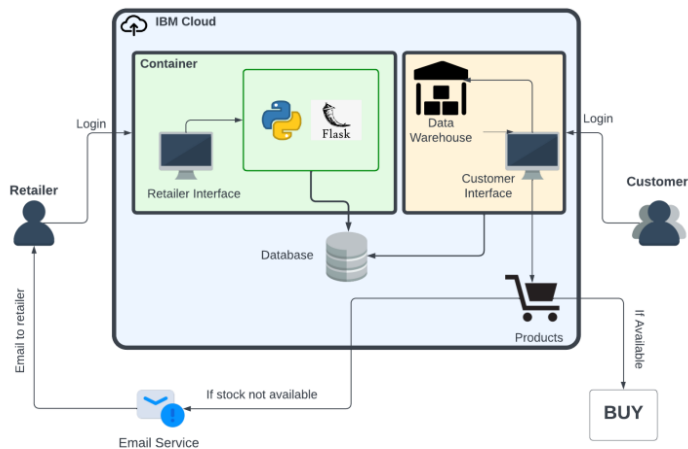 IBM Cloud
Container
Flask
Retailer Interface
Data
Warehouse
Customer
Interface
Login
Login
Retailer
Customer
Database
Products
Email to retailer
If Available
If stock not available
BUY
Email Service